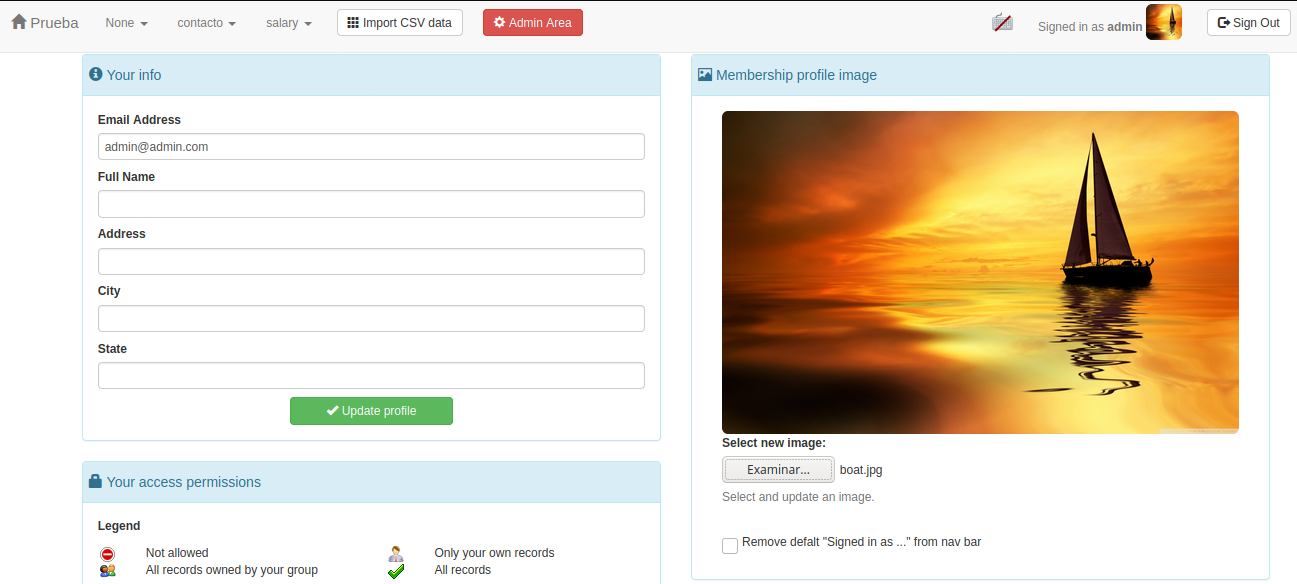 Prueba None contacto salary Import CSV data Admin Area Signed in as admin Sign Out
Your info
Email Address
admin@admin.com
Full Name
Address
City
State
Update profile
Your access permissions
Legend
Not allowed Only your own records
All records owned by your group All records
Membership profile image
Select new image:
Examinar... boat.jpg
Select and update an image.
Remove defalt "Signed in as ..." from nav bar